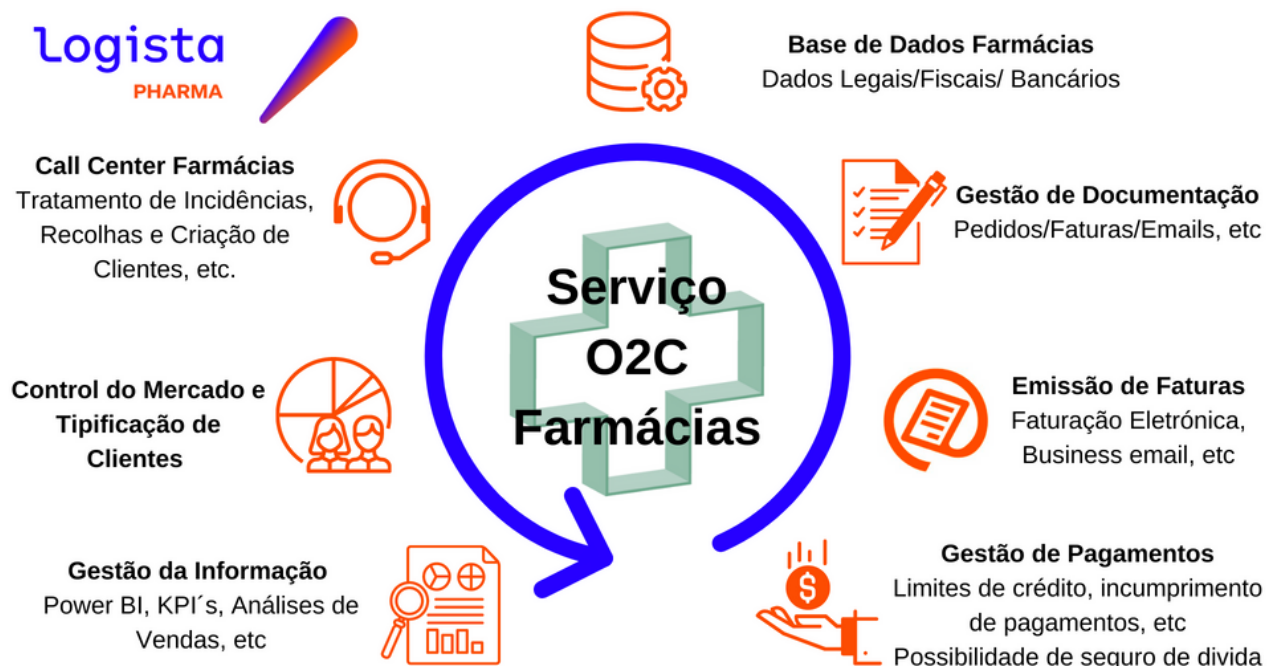 logista
PHARMA
Base de Dados Farmácias
Dados Legais/Fiscais/ Bancários
Call Center Farmácias
Tratamento de Incidências,
Recolhas e Criação de
Clientes, etc.
Gestão de Documentação
Pedidos/Faturas/Emails, etc
Serviço
O2C
Farmácias
Control do Mercado e
Tipificação de
Clientes
Emissão de Faturas
Faturação Eletrónica,
Business email, etc
Gestão da Informação
Power BI, KPI´s, Análises de
Vendas, etc
Gestão de Pagamentos
Limites de crédito, incumprimento
de pagamentos, etc
Possibilidade de seguro de divida
$